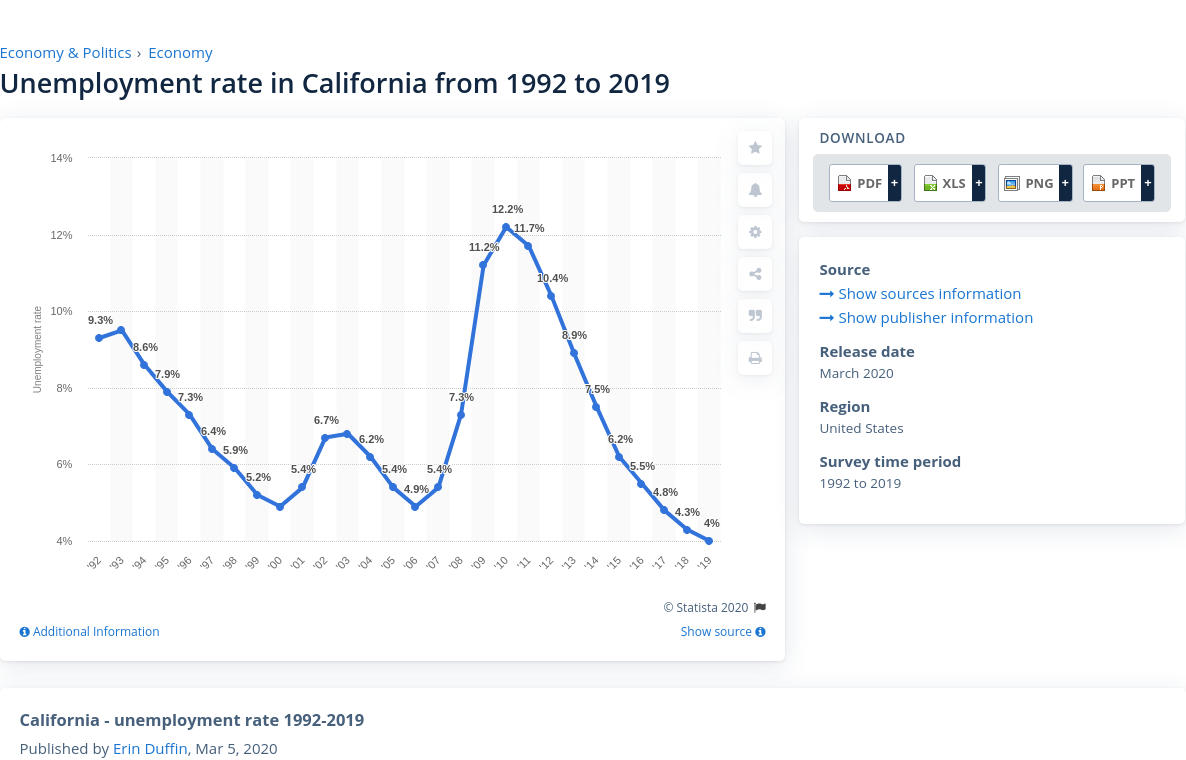 Economy & Politics › Economy
Unemployment rate in California from 1992 to 2019
14%
12%
10%
8%
6%
4%
Unemployment rate
9.3%
8.6%
7.9%
7.3%
6.4%
5.9%
5.2%
5.4%
6.7%
6.2%
5.4%
4.9%
5.4%
7.3%
11.2%
12.2%
11.7%
10.4%
8.9%
7.5%
6.2%
5.5%
4.8%
4.3%
4%
'92 '93 '94 '95 '96 '97 '98 '99 '00 '01 '02 '03 '04 '05 '06 '07 '08 '09 '10 '11 '12 '13 '14 '15 '16 '17 '18 '19
© Statista 2020
Additional Information
Show source
DOWNLOAD
PDF + XLS + PNG + PPT +
Source
Show sources information
Show publisher information
Release date
March 2020
Region
United States
Survey time period
1992 to 2019
California - unemployment rate 1992-2019
Published by Erin Duffin, Mar 5, 2020